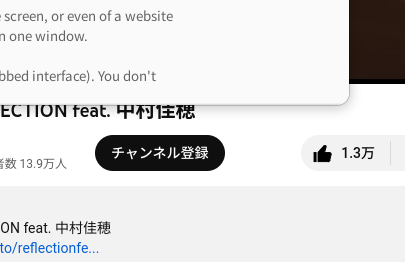 screen, or even of a website
n one window.
bbed interface). You don't
ECTION feat. 中村佳穂
者数 13.9万人
チャンネル登録
1.3万
ON feat. 中村佳穂
to/reflectionfe...